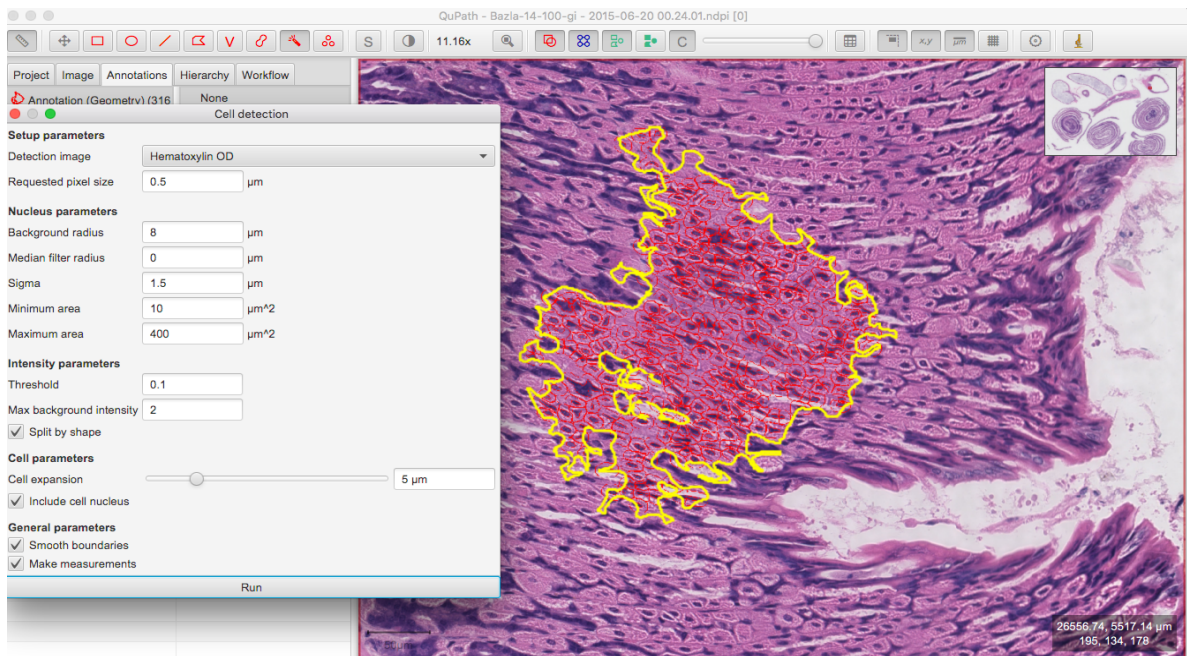 QuPath - Bazla-14-100-gi - 2015-06-20 00.24.01.ndpi [0]
S 11.16x C x,y μm
Project Image Annotations Hierarchy Workflow
Annotation (Geometry) (316 None
Cell detection
Setup parameters
Detection image Hematoxylin OD
Requested pixel size 0.5 μm
Nucleus parameters
Background radius 8 μm
Median filter radius 0 μm
Sigma 1.5 μm
Minimum area 10 μm^2
Maximum area 400 μm^2
Intensity parameters
Threshold 0.1
Max background intensity 2
Split by shape
Cell parameters
Cell expansion 5 μm
Include cell nucleus
General parameters
Smooth boundaries
Make measurements
Run
26556.74, 5517.14 μm
195, 134, 178